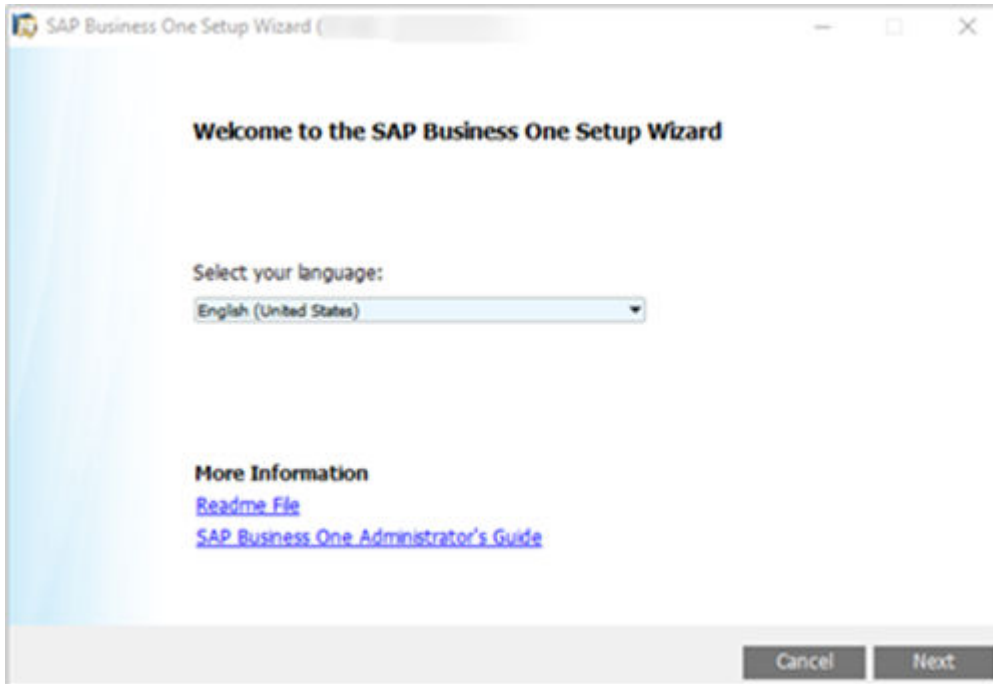 SAP Business One Setup Wizard (
Welcome to the SAP Business One Setup Wizard
Select your language:
English (United States)
More Information
Readme File
SAP Business One Administrator's Guide
Cancel
Next